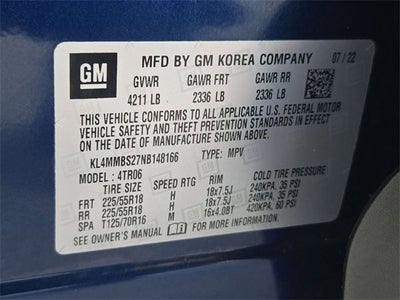 GM
MFD BY GM KOREA COMPANY 07 / 22
GVWR GAWR FRT GAWR RR
4211 LB 2336 LB 2336 LB
THIS VEHICLE CONFORMS TO ALL APPLICABLE U.S. FEDERAL MOTOR
VEHICLE SAFETY, BUMPER, AND THEFT PREVENTION STANDARDS
IN EFFECT ON THE DATE OF MANUFACTURE SHOWN ABOVE.
KL4MMBS27NB148166 TYPE: MPV
MODEL : 4TR06
TIRE SIZE SPEED RTG RIM COLD TIRE PRESSURE
FRT 225/55R18 H 18x7.5J 240KPA, 35 PSI
RR 225/55R18 H 18x7.5J 240KPA, 35 PSI
SPA T125/70R16 M 16x4.0BT 420KPA, 60 PSI
SEE OWNER'S MANUAL OR FOR MORE INFORMATION.